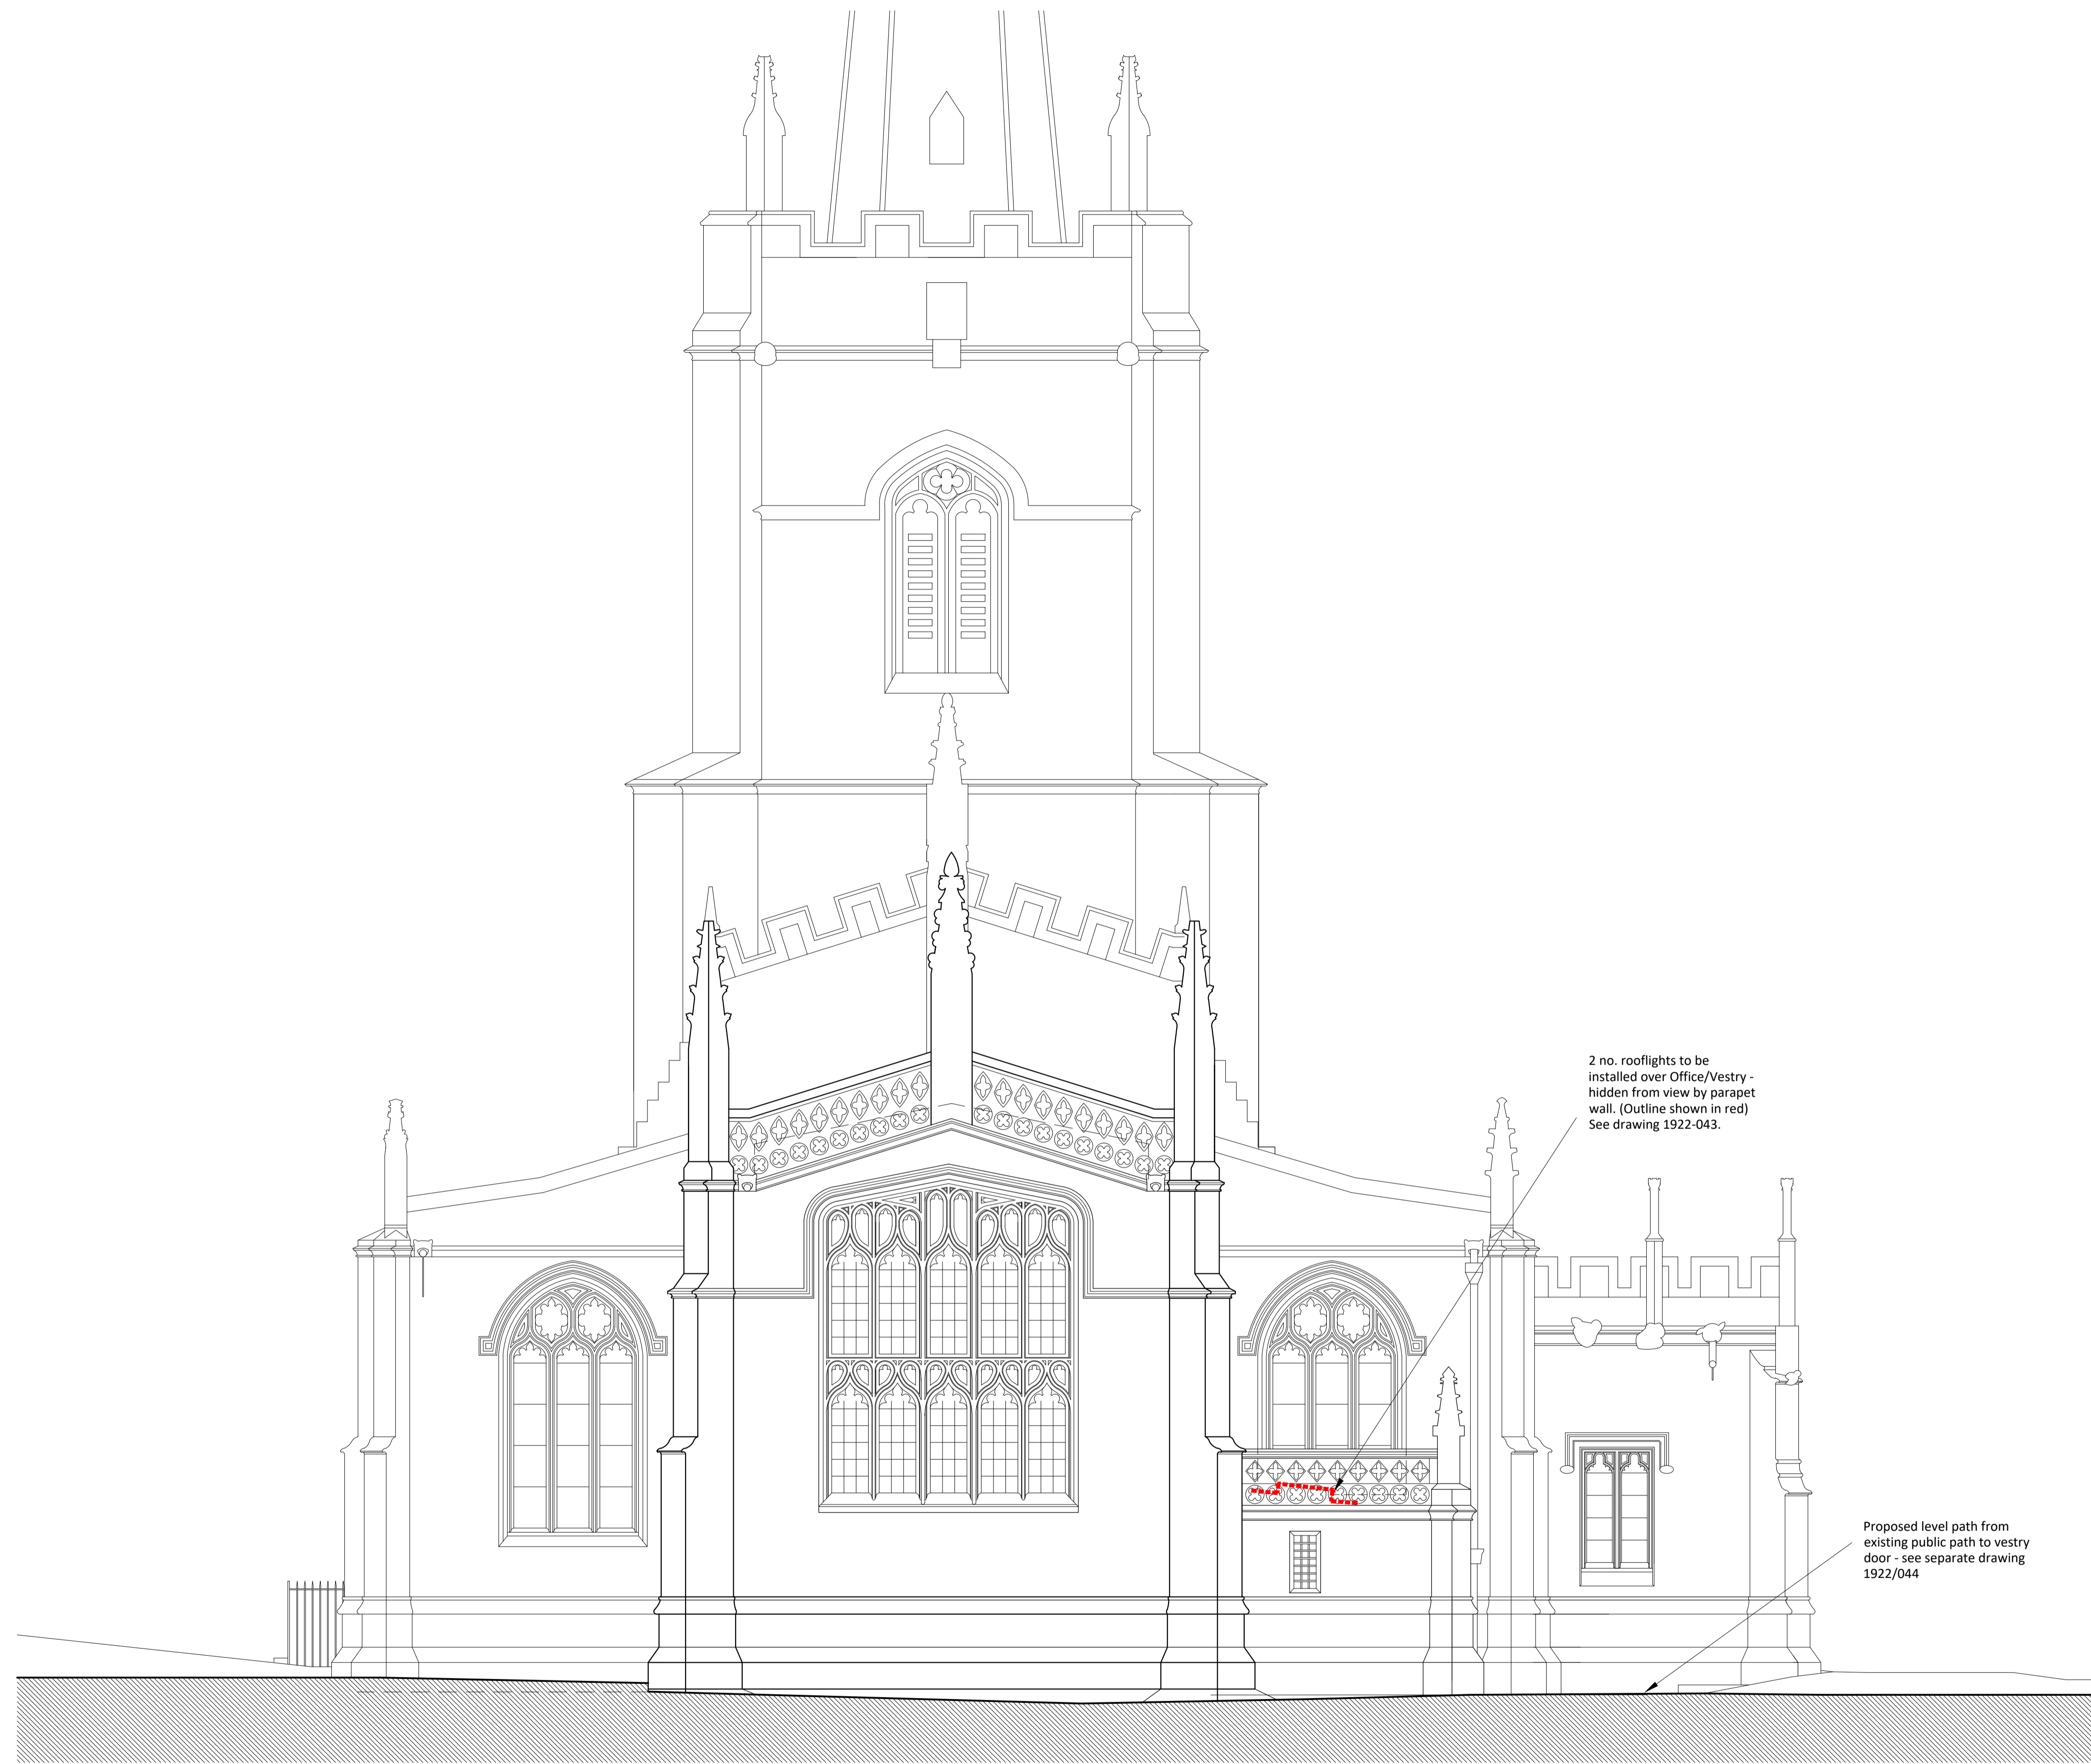 2 no. rooflights to be
installed over Office/Vestry -
hidden from view by parapet
wall. (Outline shown in red)
See drawing 1922-043.
Proposed level path from
existing public path to vestry
door - see separate drawing
1922/044